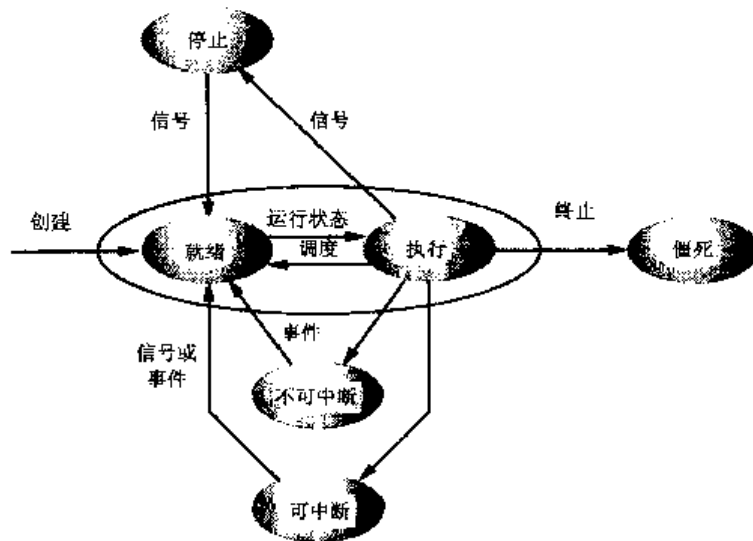 停止
信号
信号
创建
运行状态
终止
就绪
调度
执行
僵死
事件
信号或
事件
不可中断
可中断